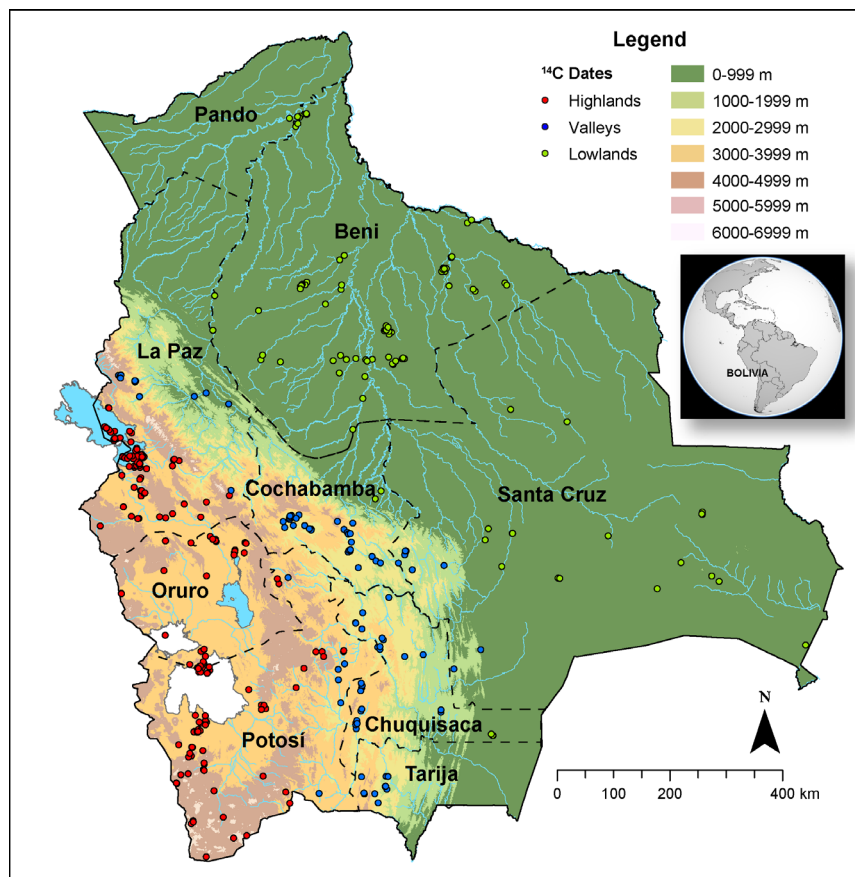 Legend
¹⁴C Dates
Highlands
Valleys
Lowlands
0-999 m
1000-1999 m
2000-2999 m
3000-3999 m
4000-4999 m
5000-5999 m
6000-6999 m
Pando
Beni
La Paz
BOLIVIA
Cochabamba
Santa Cruz
Oruro
Potosí
Chuquisaca
Tarija
N
0 100 200 400 km